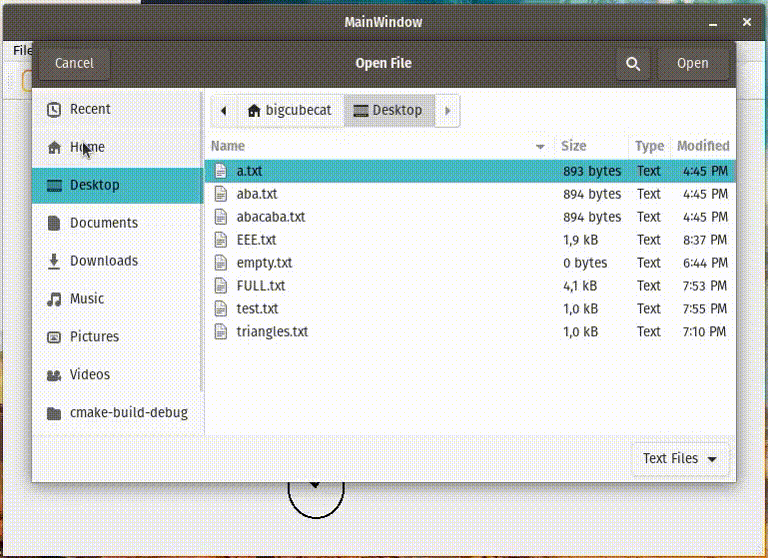 MainWindow
File
Cancel
Open File
Open
Recent
Home
Desktop
Documents
Downloads
Music
Pictures
Videos
cmake-build-debug
bigcubecat Desktop
Name Size Type Modified
a.txt 893 bytes Text 4:45 PM
aba.txt 894 bytes Text 4:45 PM
abacaba.txt 894 bytes Text 4:45 PM
EEE.txt 1,9 kB Text 8:37 PM
empty.txt 0 bytes Text 6:44 PM
FULL.txt 4,1 kB Text 7:53 PM
test.txt 1,0 kB Text 7:55 PM
triangles.txt 1,0 kB Text 7:10 PM
Text Files